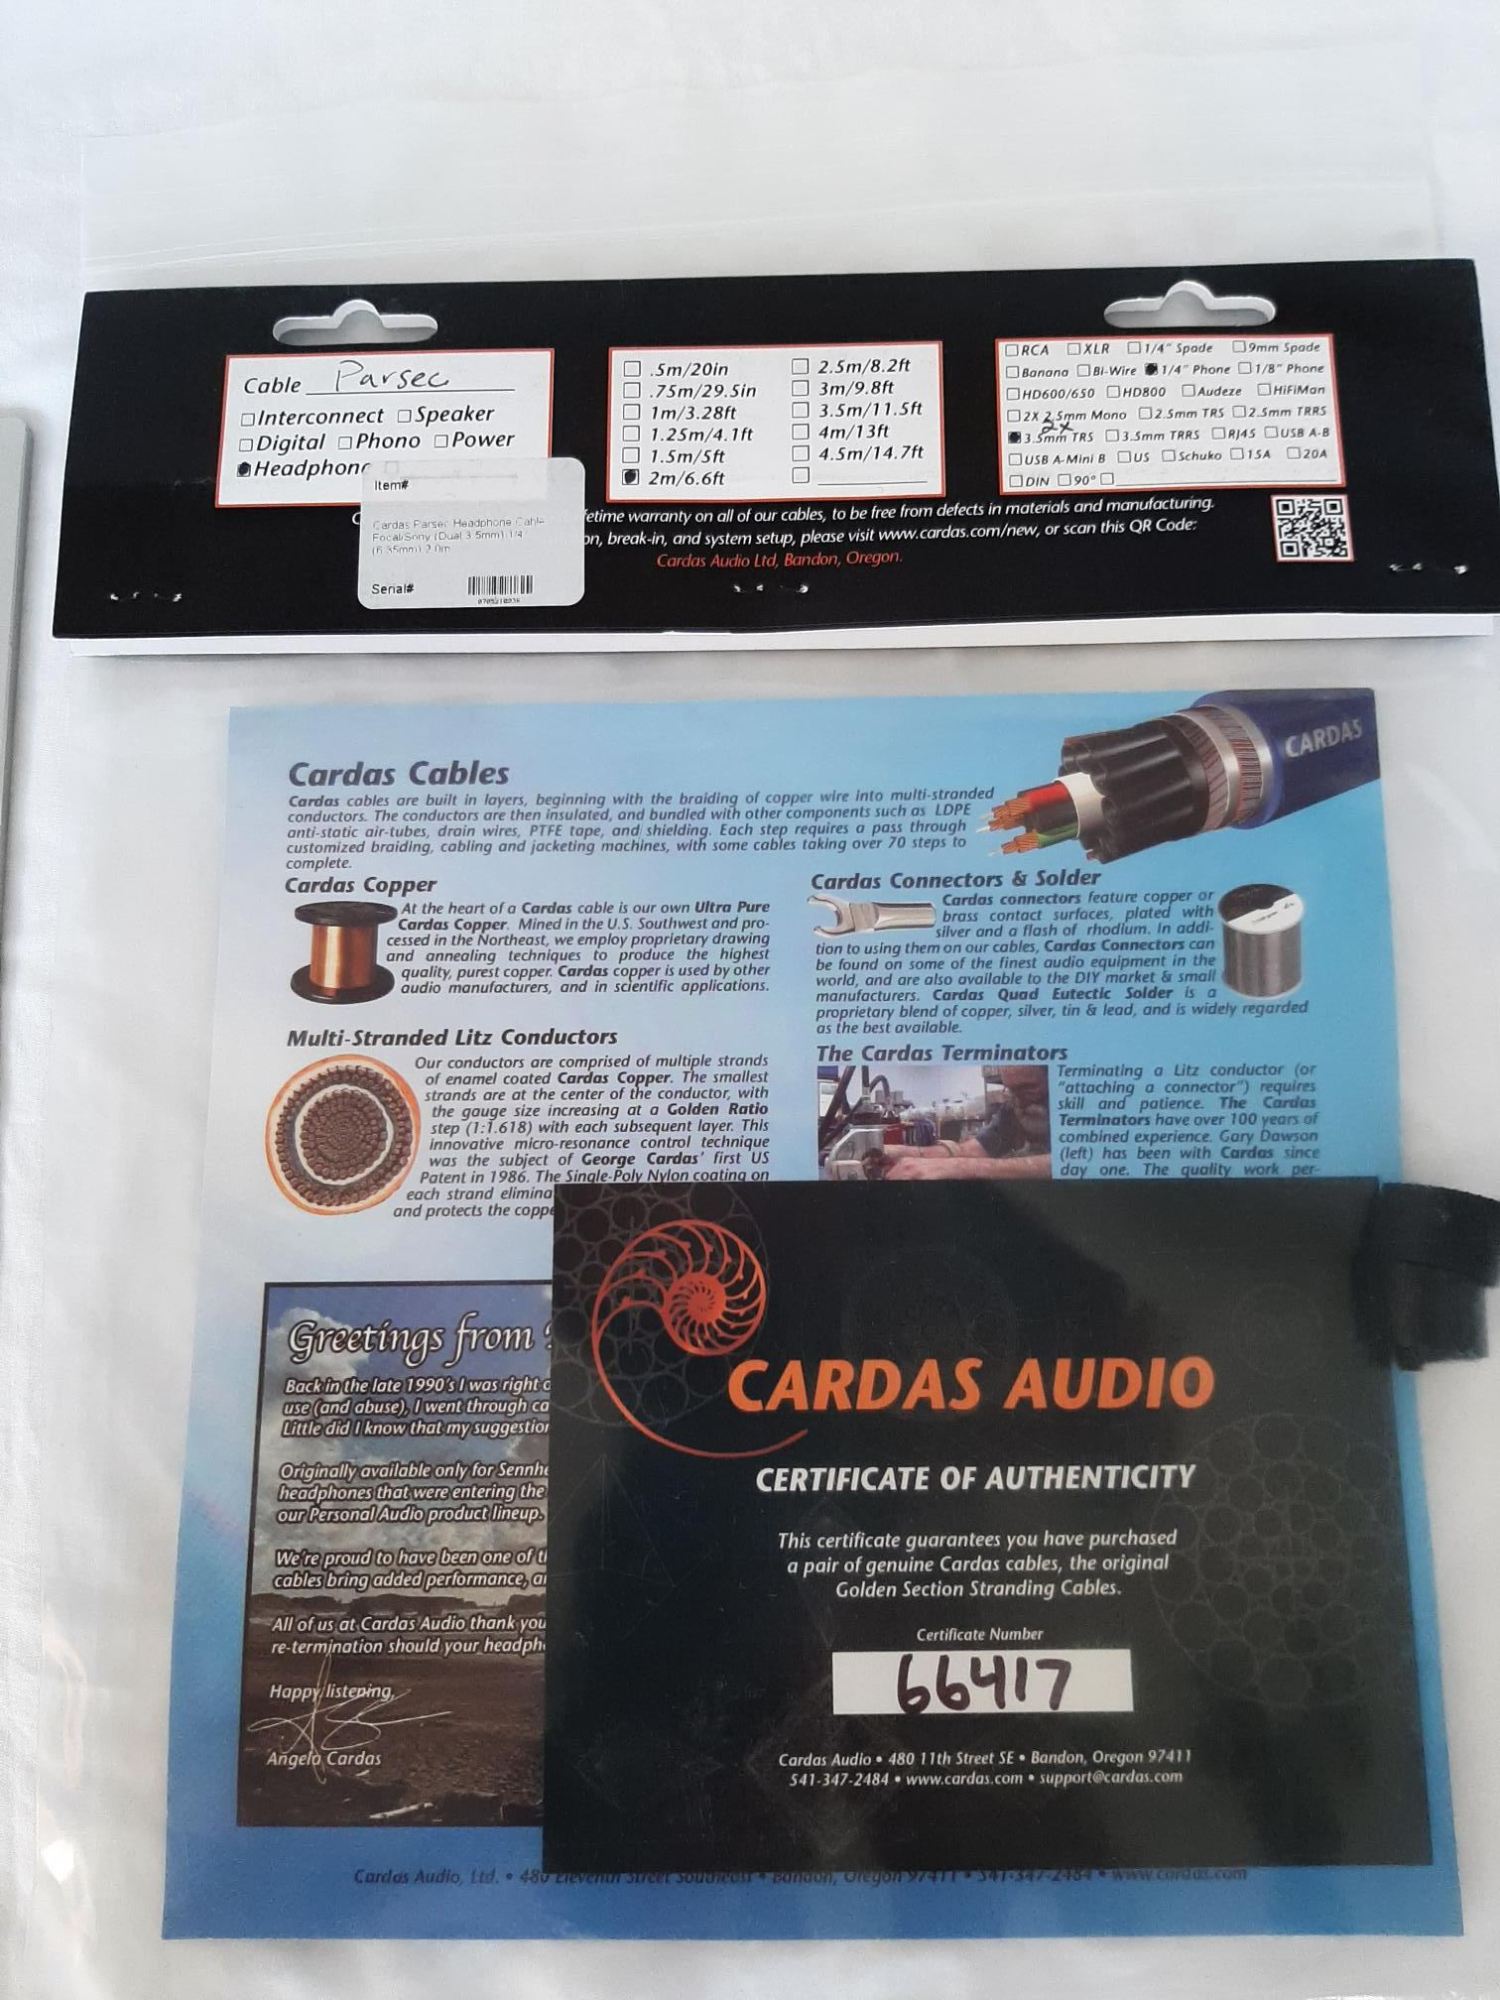 Cable Parsec
Interconnect Speaker
Digital Phono Power
Headphone
.5m/20in
.75m/29.5in
1m/3.28ft
1.25m/4.1ft
1.5m/5ft
2m/6.6ft
2.5m/8.2ft
3m/9.8ft
3.5m/11.5ft
4m/13ft
4.5m/14.7ft
RCA XLR 1/4" Spade 9mm Spade
Banana Bi-Wire 1/4" Phone 1/8" Phone
HD600/650 HD800 Audeze HiFiMan
2X 2.5mm Mono 2.5mm TRS 2.5mm TRRS
2x
3.5mm TRS 3.5mm TRRS RJ45 USB A-B
USB A-Mini B US Schuko 15A 20A
DIN 90°
Item#
Cardas Parsec Headphone Cable
Focal/Sony (Dual 3.5mm) 1/4
(6.35mm) 2.0m
Serial#
warranty on all of our cables, to be free from defects in materials and manufacturing.
break-in, and system setup, please visit www.cardas.com/new, or scan this QR Code:
Cardas Audio Ltd, Bandon, Oregon.
CARDAS
Cardas Cables
Cardas cables are built in layers, beginning with the braiding of copper wire into multi-stranded
conductors. The conductors are then insulated, and bundled with other components such as LDPE
anti-static air-tubes, drain wires, PTFE tape, and shielding. Each step requires a pass through
customized braiding, cabling and jacketing machines, with some cables taking over 70 steps to
complete.
Cardas Copper
At the heart of a Cardas cable is our own Ultra Pure
Cardas Copper. Mined in the U.S. Southwest and pro-
cessed in the Northeast, we employ proprietary drawing
and annealing techniques to produce the highest
quality, purest copper. Cardas copper is used by other
audio manufacturers, and in scientific applications.
Multi-Stranded Litz Conductors
Our conductors are comprised of multiple strands
of enamel coated Cardas Copper. The smallest
strands are at the center of the conductor, with
the gauge size increasing at a Golden Ratio
step (1:1.618) with each subsequent layer. This
innovative micro-resonance control technique
was the subject of George Cardas' first US
Patent in 1986. The Single-Poly Nylon coating on
each strand elimina
and protects the coppe
Cardas Connectors & Solder
Cardas connectors feature copper or
brass contact surfaces, plated with
silver and a flash of rhodium. In addi-
tion to using them on our cables, Cardas Connectors can
be found on some of the finest audio equipment in the
world, and are also available to the DIY market & small
manufacturers. Cardas Quad Eutectic Solder is a
proprietary blend of copper, silver, tin & lead, and is widely regarded
as the best available.
The Cardas Terminators
Terminating a Litz conductor (or
"attaching a connector") requires
skill and patience. The Cardas
Terminators have over 100 years of
combined experience. Gary Dawson
(left) has been with Cardas since
day one. The quality work per-
Greetings from
Back in the late 1990's I was right
use (and abuse), I went through ca
Little did I know that my suggestion
Originally available only for Sennhe
headphones that were entering the
our Personal Audio product lineup.
We're proud to have been one of t
cables bring added performance, a
All of us at Cardas Audio thank you
re-termination should your headph
Happy listening,
Angela Cardas
CARDAS AUDIO
CERTIFICATE OF AUTHENTICITY
This certificate guarantees you have purchased
a pair of genuine Cardas cables, the original
Golden Section Stranding Cables.
Certificate Number
66417
Cardas Audio • 480 11th Street SE • Bandon, Oregon 97411
541-347-2484 • www.cardas.com • support@cardas.com
Cardas Audio, Ltd. • 480 Eleventh Street Southeast • Bandon, Oregon 97411 • 541-347-2484 • www.cardas.com